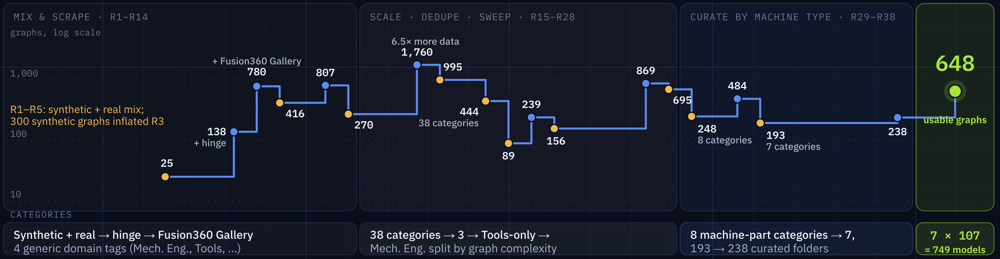 MIX & SCRAPE · R1–R14
graphs, log scale
+ Fusion360 Gallery
780
807
1,000
R1–R5: synthetic + real mix;
300 synthetic graphs inflated R3
416
270
138
+ hinge
100
25
10
SCALE · DEDUPE · SWEEP · R15–R28
6.5× more data
1,760
995
869
444
38 categories
239
695
156
89
CURATE BY MACHINE TYPE · R29–R38
484
248
8 categories
193
7 categories
238
648
usable graphs
CATEGORIES
Synthetic + real → hinge → Fusion360 Gallery
4 generic domain tags (Mech. Eng., Tools, …)
38 categories → 3 → Tools-only →
Mech. Eng. split by graph complexity
8 machine-part categories → 7,
193 → 238 curated folders
7 × 107
= 749 models